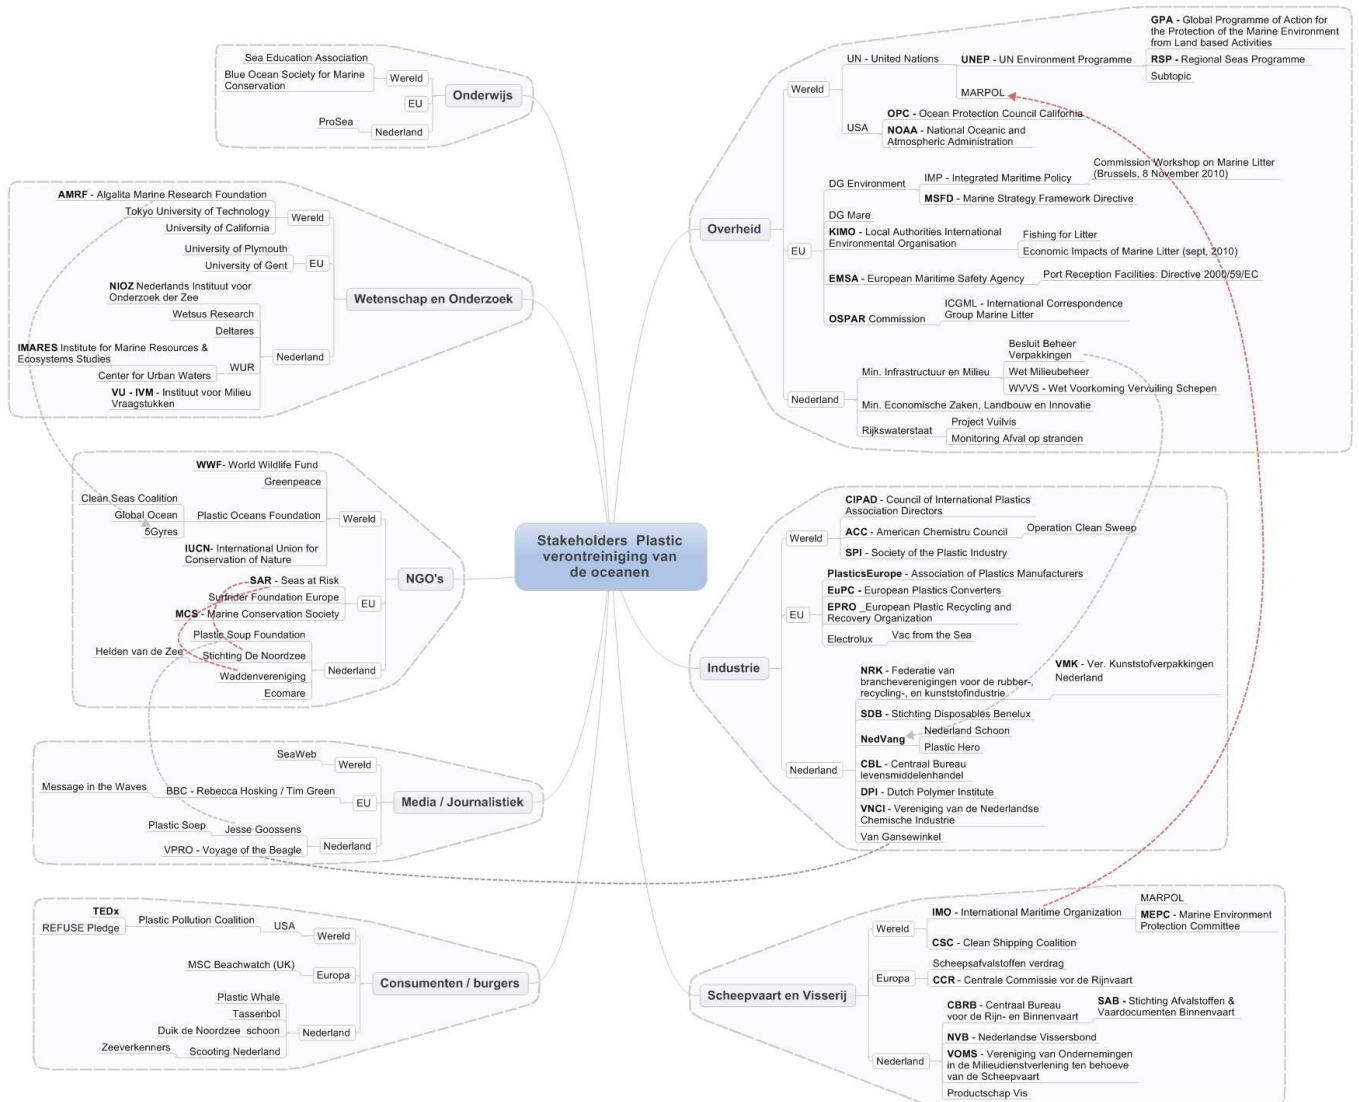 Stakeholders  Plastic
verontreiniging van
de oceanen
Onderwijs
Wereld
Sea Education Association
Blue Ocean Society for Marine
Conservation
EU
Nederland
ProSea
Wetenschap en Onderzoek
Wereld
AMRF - Algalita Marine Research Foundation
Tokyo University of Technology
University of California
EU
University of Plymouth
University of Gent
Nederland
NIOZ Nederlands Instituut voor
Onderzoek der Zee
Wetsus Research
Deltares
WUR
IMARES Institute for Marine Resources &
Ecosystems Studies
Center for Urban Waters
VU - IVM - Instituut voor Milieu
Vraagstukken
NGO's
Wereld
WWF- World Wildlife Fund
Greenpeace
Plastic Oceans Foundation
Clean Seas Coalition
Global Ocean
5Gyres
IUCN- International Union for
Conservation of Nature
EU
SAR - Seas at Risk
Surfrider Foundation Europe
MCS - Marine Conservation Society
Nederland
Plastic Soup Foundation
Stichting De Noordzee
Helden van de Zee
Waddenvereniging
Ecomare
Media / Journalistiek
Wereld
SeaWeb
EU
BBC - Rebecca Hosking / Tim Green
Message in the Waves
Nederland
Jesse Goossens
Plastic Soep
VPRO - Voyage of the Beagle
Consumenten / burgers
Wereld
USA
Plastic Pollution Coalition
TEDx
REFUSE Pledge
Europa
MSC Beachwatch (UK)
Nederland
Plastic Whale
Tassenbol
Duik de Noordzee  schoon
Scooting Nederland
Zeeverkenners
Overheid
Wereld
UN - United Nations
UNEP - UN Environment Programme
GPA - Global Programme of Action for
the Protection of the Marine Environment
from Land based Activities
RSP - Regional Seas Programme
Subtopic
MARPOL
USA
OPC - Ocean Protection Council California
NOAA - National Oceanic and
Atmospheric Administration
EU
DG Environment
IMP - Integrated Maritime Policy
Commission Workshop on Marine Litter
(Brussels, 8 November 2010)
MSFD - Marine Strategy Framework Directive
DG Mare
KIMO - Local Authorities International
Environmental Organisation
Fishing for Litter
Economic Impacts of Marine Litter (sept, 2010)
EMSA - European Maritime Safety Agency
Port Reception Facilities: Directive 2000/59/EC
OSPAR Commission
ICGML - International Correspondence
Group Marine Litter
Nederland
Min. Infrastructuur en Milieu
Besluit Beheer
Verpakkingen
Wet Milieubeheer
WVVS - Wet Voorkoming Vervuiling Schepen
Min. Economische Zaken, Landbouw en Innovatie
Rijkswaterstaat
Project Vuilvis
Monitoring Afval op stranden
Industrie
Wereld
CIPAD - Council of International Plastics
Association Directors
ACC - American Chemistru Council
Operation Clean Sweep
SPI - Society of the Plastic Industry
EU
PlasticsEurope - Association of Plastics Manufacturers
EuPC - European Plastics Converters
EPRO _European Plastic Recycling and
Recovery Organization
Electrolux
Vac from the Sea
Nederland
NRK - Federatie van
brancheverenigingen voor de rubber-,
recycling-, en kunststofindustrie
VMK - Ver. Kunststofverpakkingen
Nederland
SDB - Stichting Disposables Benelux
NedVang
Nederland Schoon
Plastic Hero
CBL - Centraal Bureau
levensmiddelenhandel
DPI - Dutch Polymer Institute
VNCI - Vereniging van de Nederlandse
Chemische Industrie
Van Gansewinkel
Scheepvaart en Visserij
Wereld
IMO - International Maritime Organization
MARPOL
MEPC - Marine Environment
Protection Committee
CSC - Clean Shipping Coalition
Europa
Scheepsafvalstoffen verdrag
CCR - Centrale Commissie vor de Rijnvaart
Nederland
CBRB - Centraal Bureau
voor de Rijn- en Binnenvaart
SAB - Stichting Afvalstoffen &
Vaardocumenten Binnenvaart
NVB - Nederlandse Vissersbond
VOMS - Vereniging van Ondernemingen
in de Milieudienstverlening ten behoeve
van de Scheepvaart
Productschap Vis